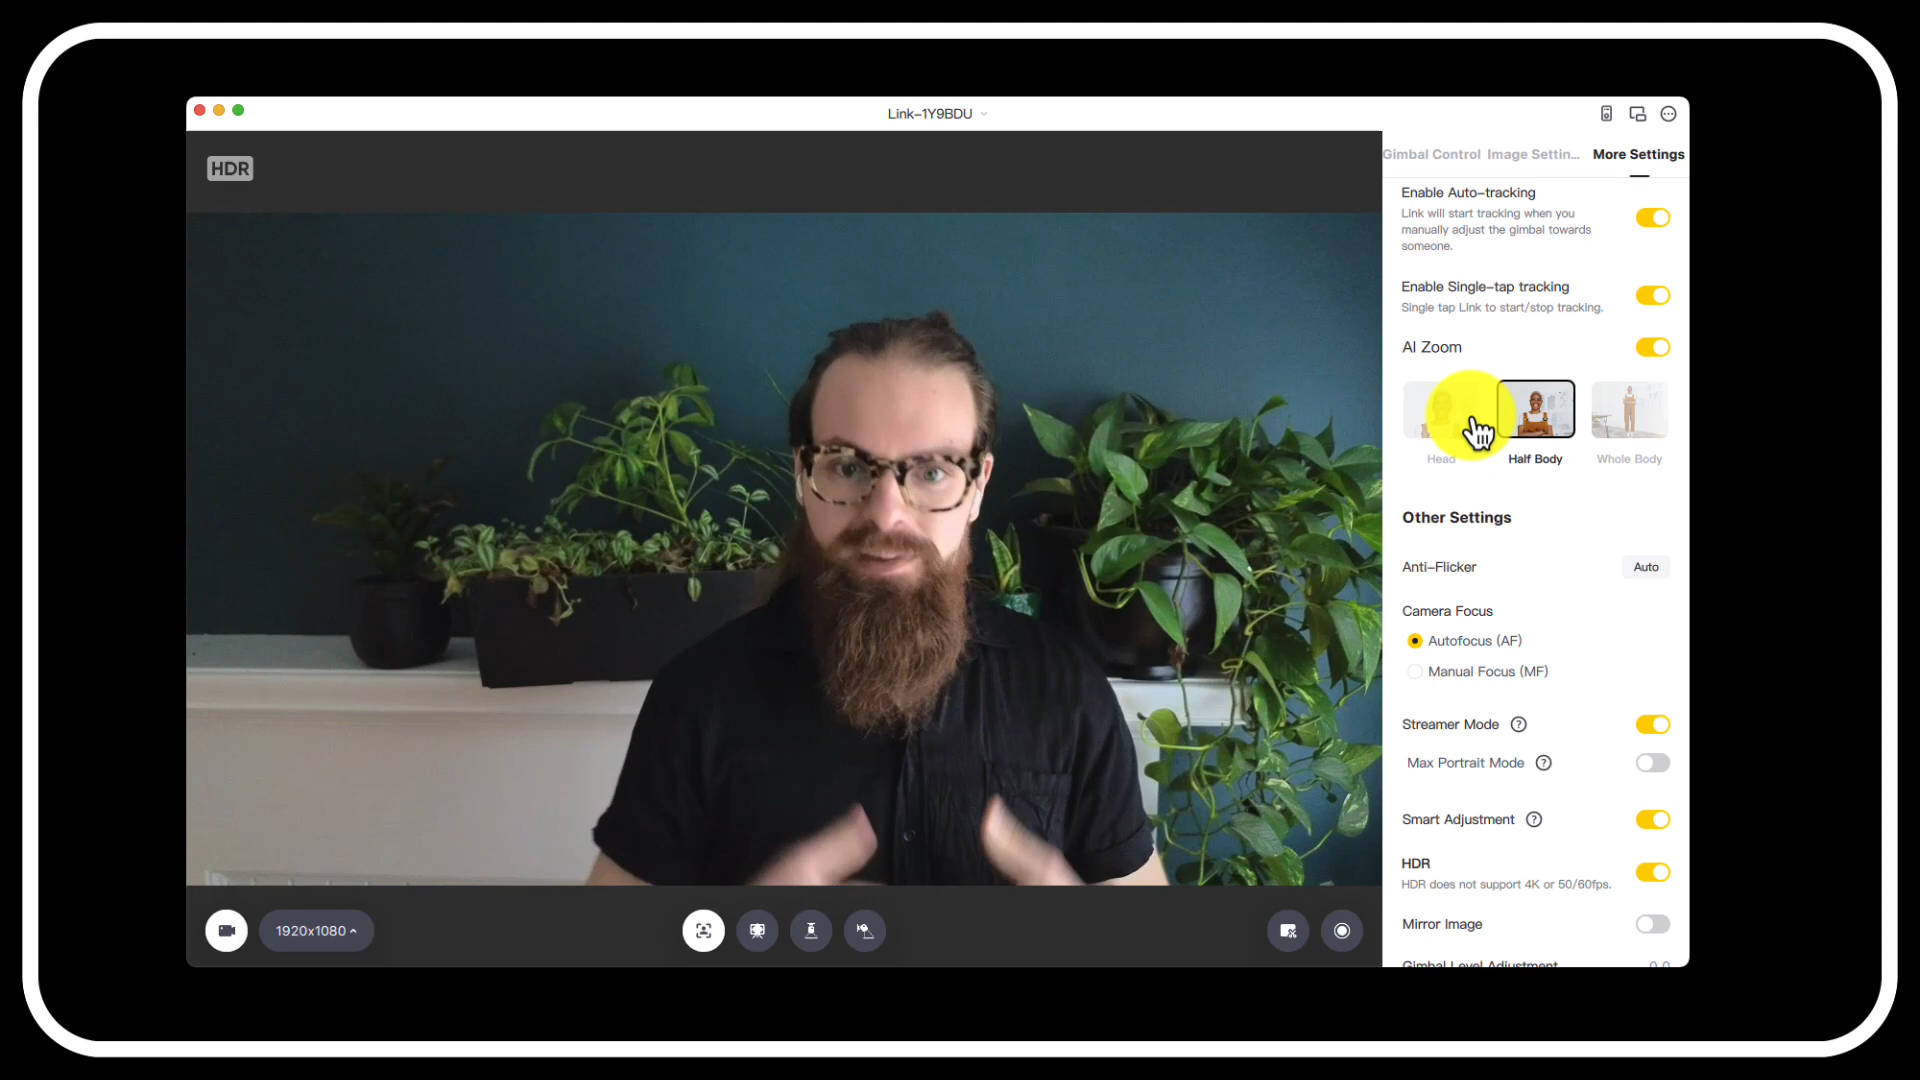 Link-1Y9BDU
HDR
Gimbal Control Image Settin... More Settings
Enable Auto-tracking
Link will start tracking when you
manually adjust the gimbal towards
someone.
Enable Single-tap tracking
Single tap Link to start/stop tracking.
AI Zoom
Head Half Body Whole Body
Other Settings
Anti-Flicker Auto
Camera Focus
Autofocus (AF)
Manual Focus (MF)
Streamer Mode ?
Max Portrait Mode ?
Smart Adjustment ?
HDR
HDR does not support 4K or 50/60fps.
Mirror Image
Gimbal Level Adjustment 0.0
1920x1080